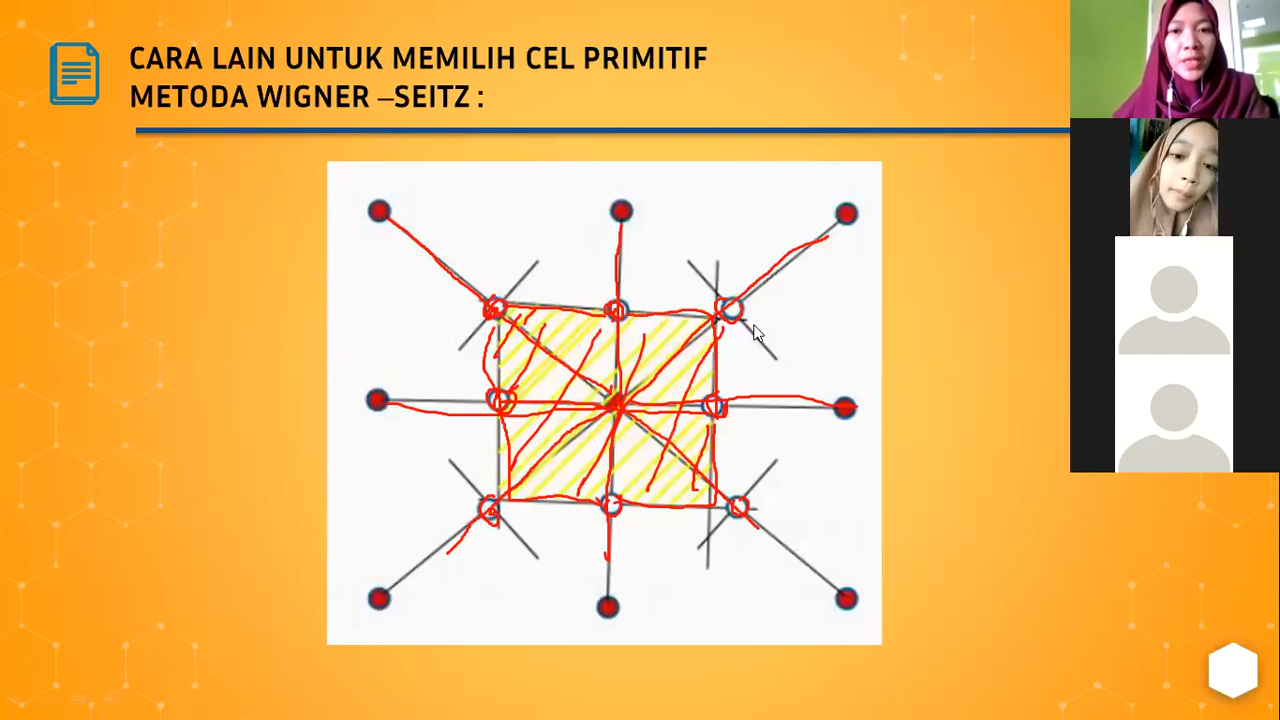 CARA LAIN UNTUK MEMILIH CEL PRIMITIF
METODA WIGNER –SEITZ :